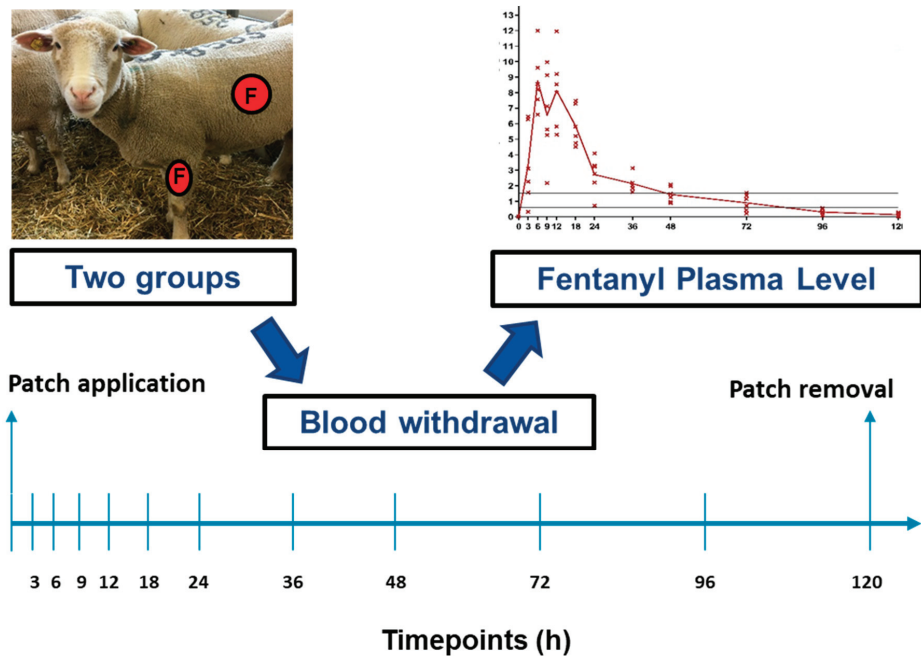 F
F
13
12
11
10
9
8
7
6
5
4
3
2
1
0
0 3 6 9 12 18 24 36 48 72 96 120
Two groups
Fentanyl Plasma Level
Patch application
Blood withdrawal
Patch removal
3 6 9 12 18 24 36 48 72 96 120
Timepoints (h)